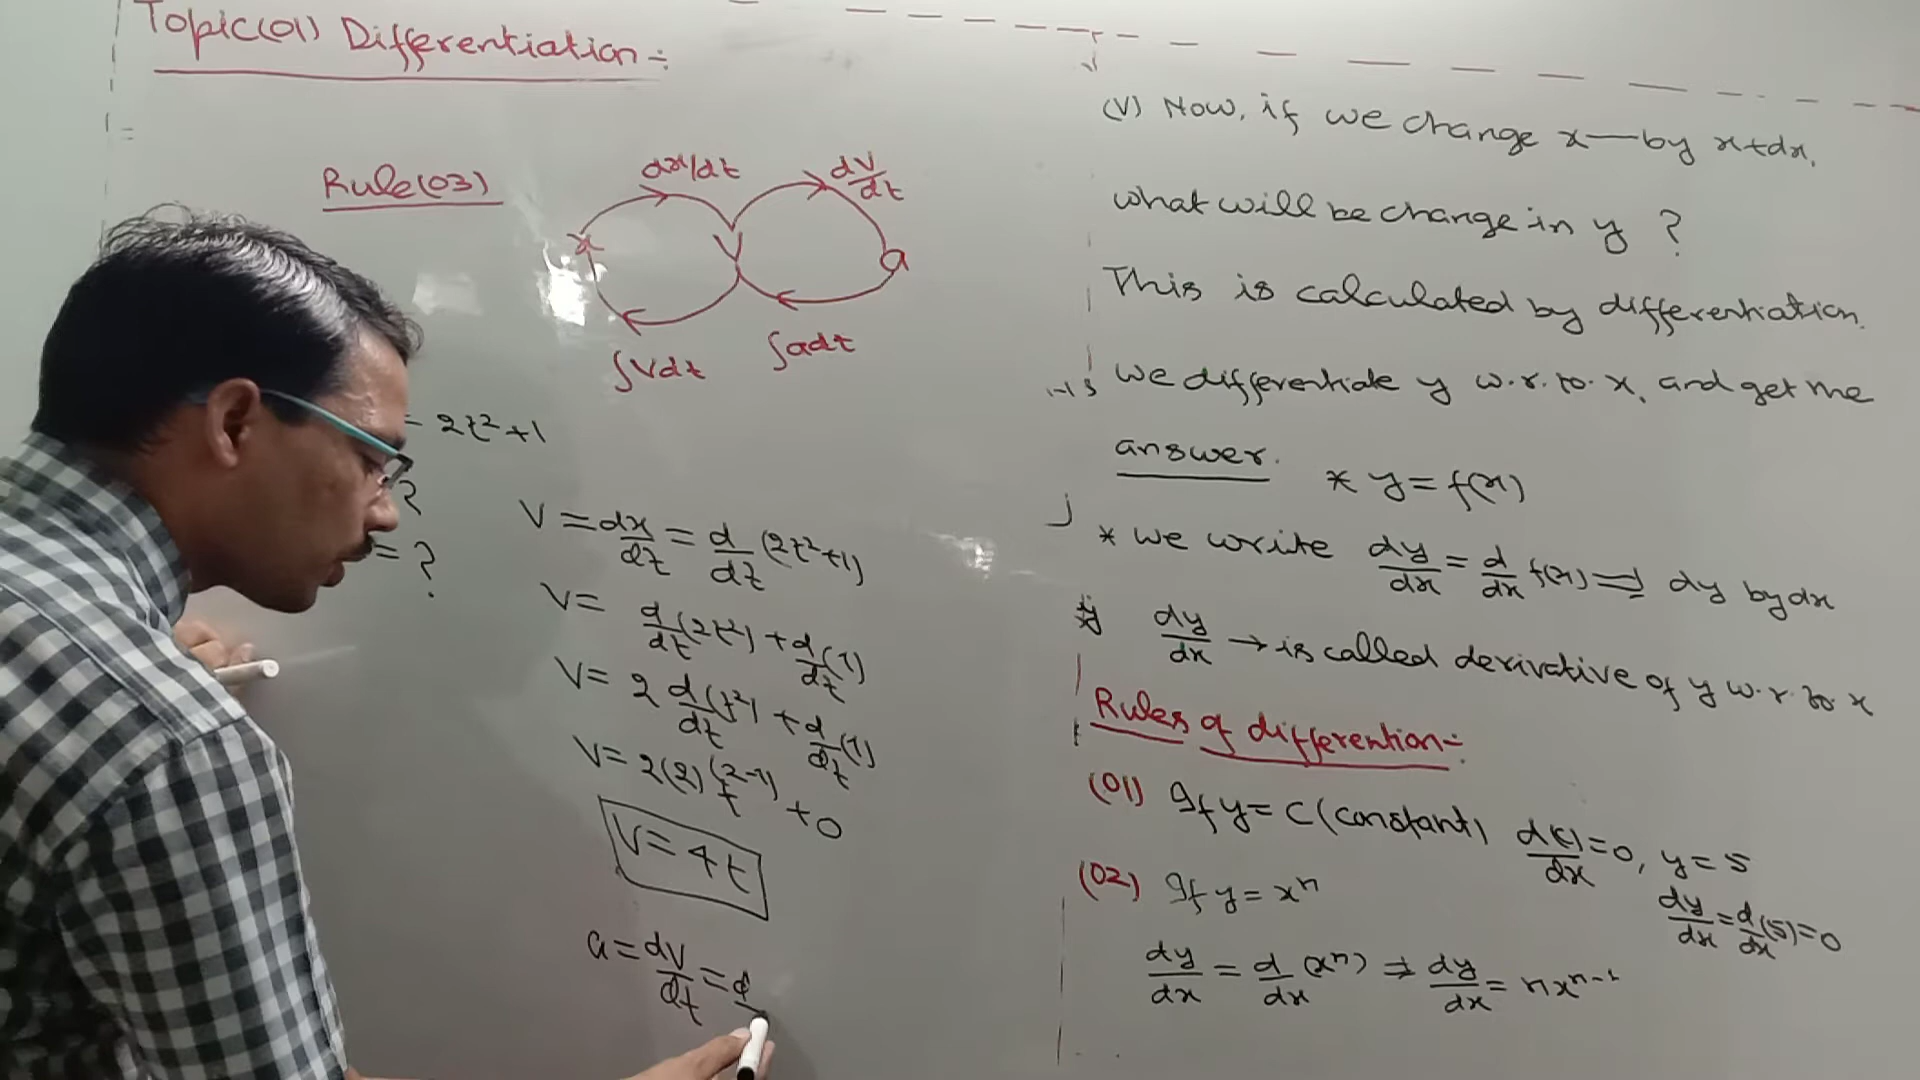 Topic(01) Differentiation:-
Rule(03)
dx/dt
dv/dt
x
V
a
∫Vdt
∫adt
= 2t²+1
?
= ?
V = dx/dt = d/dt (2t²+1)
V = d/dt (2t²) + d/dt (1)
V = 2 d/dt (t²) + d/dt (1)
V = 2(2) t^(2-1) + 0
V = 4t
a = dV/dt = d
(V) Now, if we change x—by x+dx,
what will be change in y ?
This is calculated by differentiation.
We differentiate y w.r.to. x, and get the
answer.
* y = f(x)
* we write dy/dx = d/dx f(x) ⇒ dy by dx
* dy/dx → is called derivative of y w.r.to x
Rules of differention:-
(01) If y = C (constant) d(c)/dx = 0, y = 5
dy/dx = d/dx (5) = 0
(02) If y = xⁿ
dy/dx = d/dx (xⁿ) ⇒ dy/dx = nxⁿ⁻¹